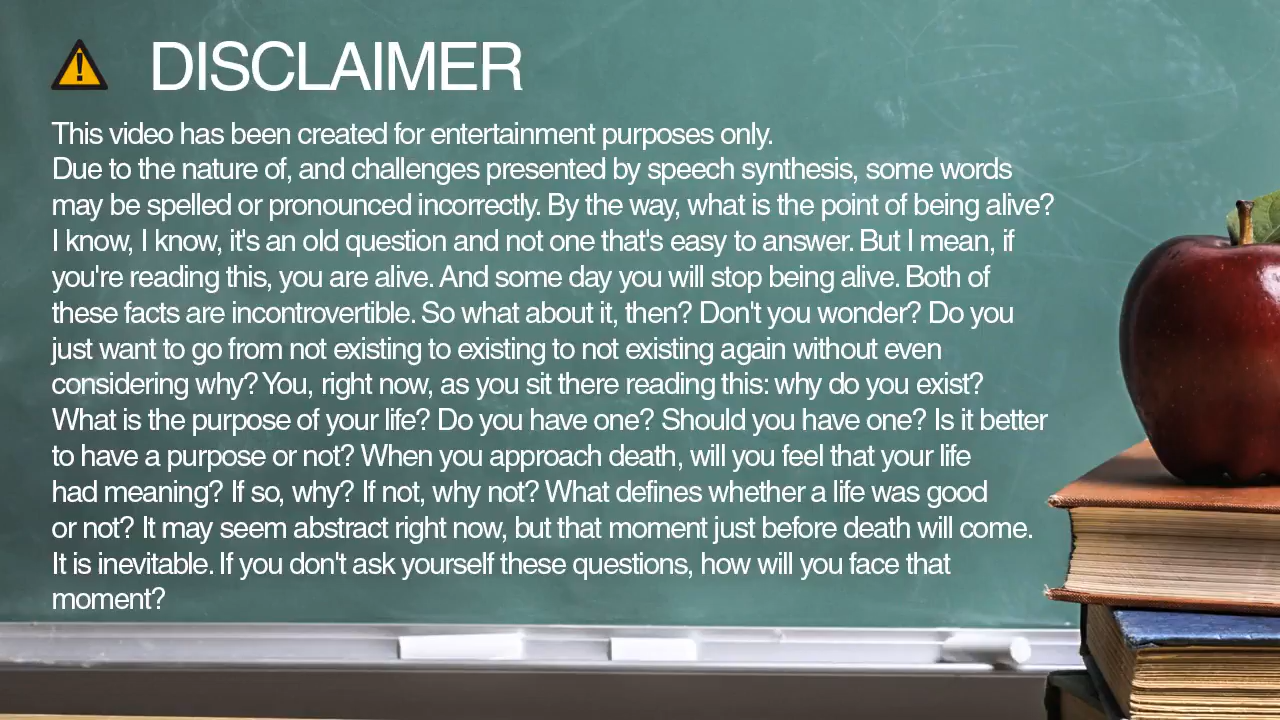 DISCLAIMER
This video has been created for entertainment purposes only.
Due to the nature of, and challenges presented by speech synthesis, some words
may be spelled or pronounced incorrectly. By the way, what is the point of being alive?
I know, I know, it's an old question and not one that's easy to answer. But I mean, if
you're reading this, you are alive. And some day you will stop being alive. Both of
these facts are incontrovertible. So what about it, then? Don't you wonder? Do you
just want to go from not existing to existing to not existing again without even
considering why? You, right now, as you sit there reading this: why do you exist?
What is the purpose of your life? Do you have one? Should you have one? Is it better
to have a purpose or not? When you approach death, will you feel that your life
had meaning? If so, why? If not, why not? What defines whether a life was good
or not? It may seem abstract right now, but that moment just before death will come.
It is inevitable. If you don't ask yourself these questions, how will you face that
moment?